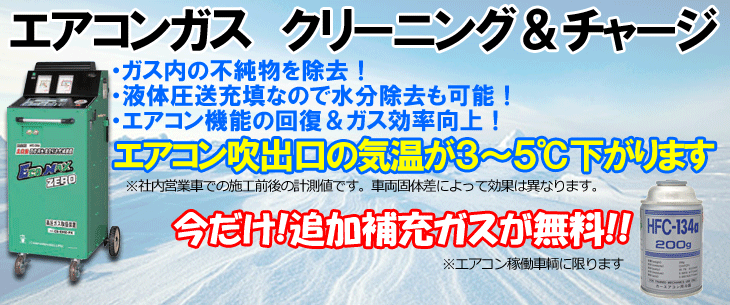 エアコンガス クリーニング＆チャージ
・ガス内の不純物を除去！
・液体圧送充填なので水分除去も可能！
・エアコン機能の回復＆ガス効率向上！
エアコン吹出口の気温が3～5℃下がります
※社内営業車での施工前後の計測値です。車両固体差によって効果は異なります。
今だけ!追加補充ガスが無料!!
※エアコン稼働車輌に限ります
ECO MAX
ZERO
HFC-134a
200g